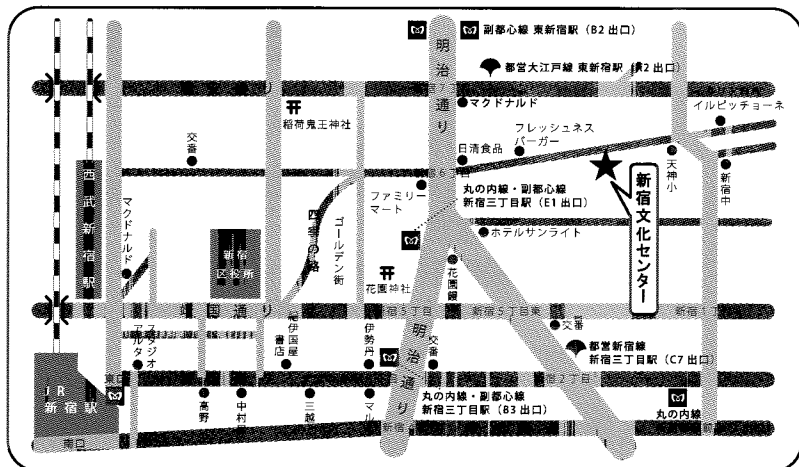 副都心線 東新宿駅（B2 出口）
都営大江戸線 東新宿駅
明治通り
マクドナルド
稲荷鬼王神社
イルピッチョーネ
フレッシュネス
バーガー
日清食品
交番
天神小
新宿中
西武新宿駅
マクドナルド
ファミリー
マート
丸の内線・副都心線
新宿三丁目駅（E1 出口）
新宿文化センター
四季の路
ゴールデン街
新宿
区役所
ホテルサンライト
花園神社
花園饅
靖国通り
新宿5丁目東
スタジオ
アルタ
紀伊国屋
書店
伊勢丹
明治通り
交番
交番
都営新宿線
新宿三丁目駅（C7 出口）
JR
新宿駅
東口
高野
中村
三越
マル
丸の内線・副都心線
新宿三丁目駅（B3 出口）
丸の内線
南口